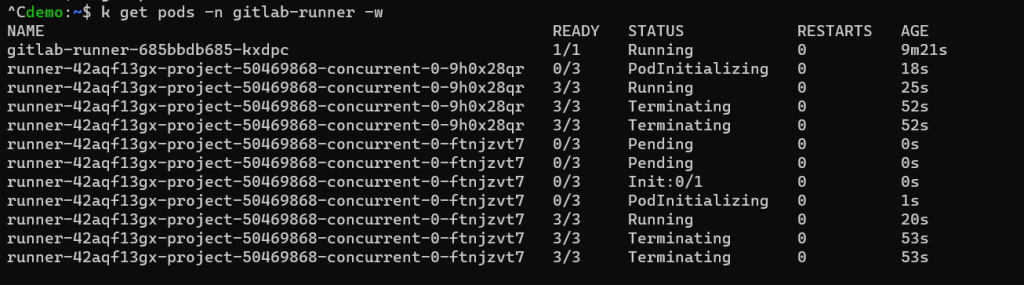 ^Cdemo:~$ k get pods -n gitlab-runner -w
NAME READY STATUS RESTARTS AGE
gitlab-runner-685bbdb685-kxdpc 1/1 Running 0 9m21s
runner-42aqf13gx-project-50469868-concurrent-0-9h0x28qr 0/3 PodInitializing 0 18s
runner-42aqf13gx-project-50469868-concurrent-0-9h0x28qr 3/3 Running 0 25s
runner-42aqf13gx-project-50469868-concurrent-0-9h0x28qr 3/3 Terminating 0 52s
runner-42aqf13gx-project-50469868-concurrent-0-9h0x28qr 3/3 Terminating 0 52s
runner-42aqf13gx-project-50469868-concurrent-0-ftnjzvt7 0/3 Pending 0 0s
runner-42aqf13gx-project-50469868-concurrent-0-ftnjzvt7 0/3 Pending 0 0s
runner-42aqf13gx-project-50469868-concurrent-0-ftnjzvt7 0/3 Init:0/1 0 0s
runner-42aqf13gx-project-50469868-concurrent-0-ftnjzvt7 0/3 PodInitializing 0 1s
runner-42aqf13gx-project-50469868-concurrent-0-ftnjzvt7 3/3 Running 0 20s
runner-42aqf13gx-project-50469868-concurrent-0-ftnjzvt7 3/3 Terminating 0 53s
runner-42aqf13gx-project-50469868-concurrent-0-ftnjzvt7 3/3 Terminating 0 53s